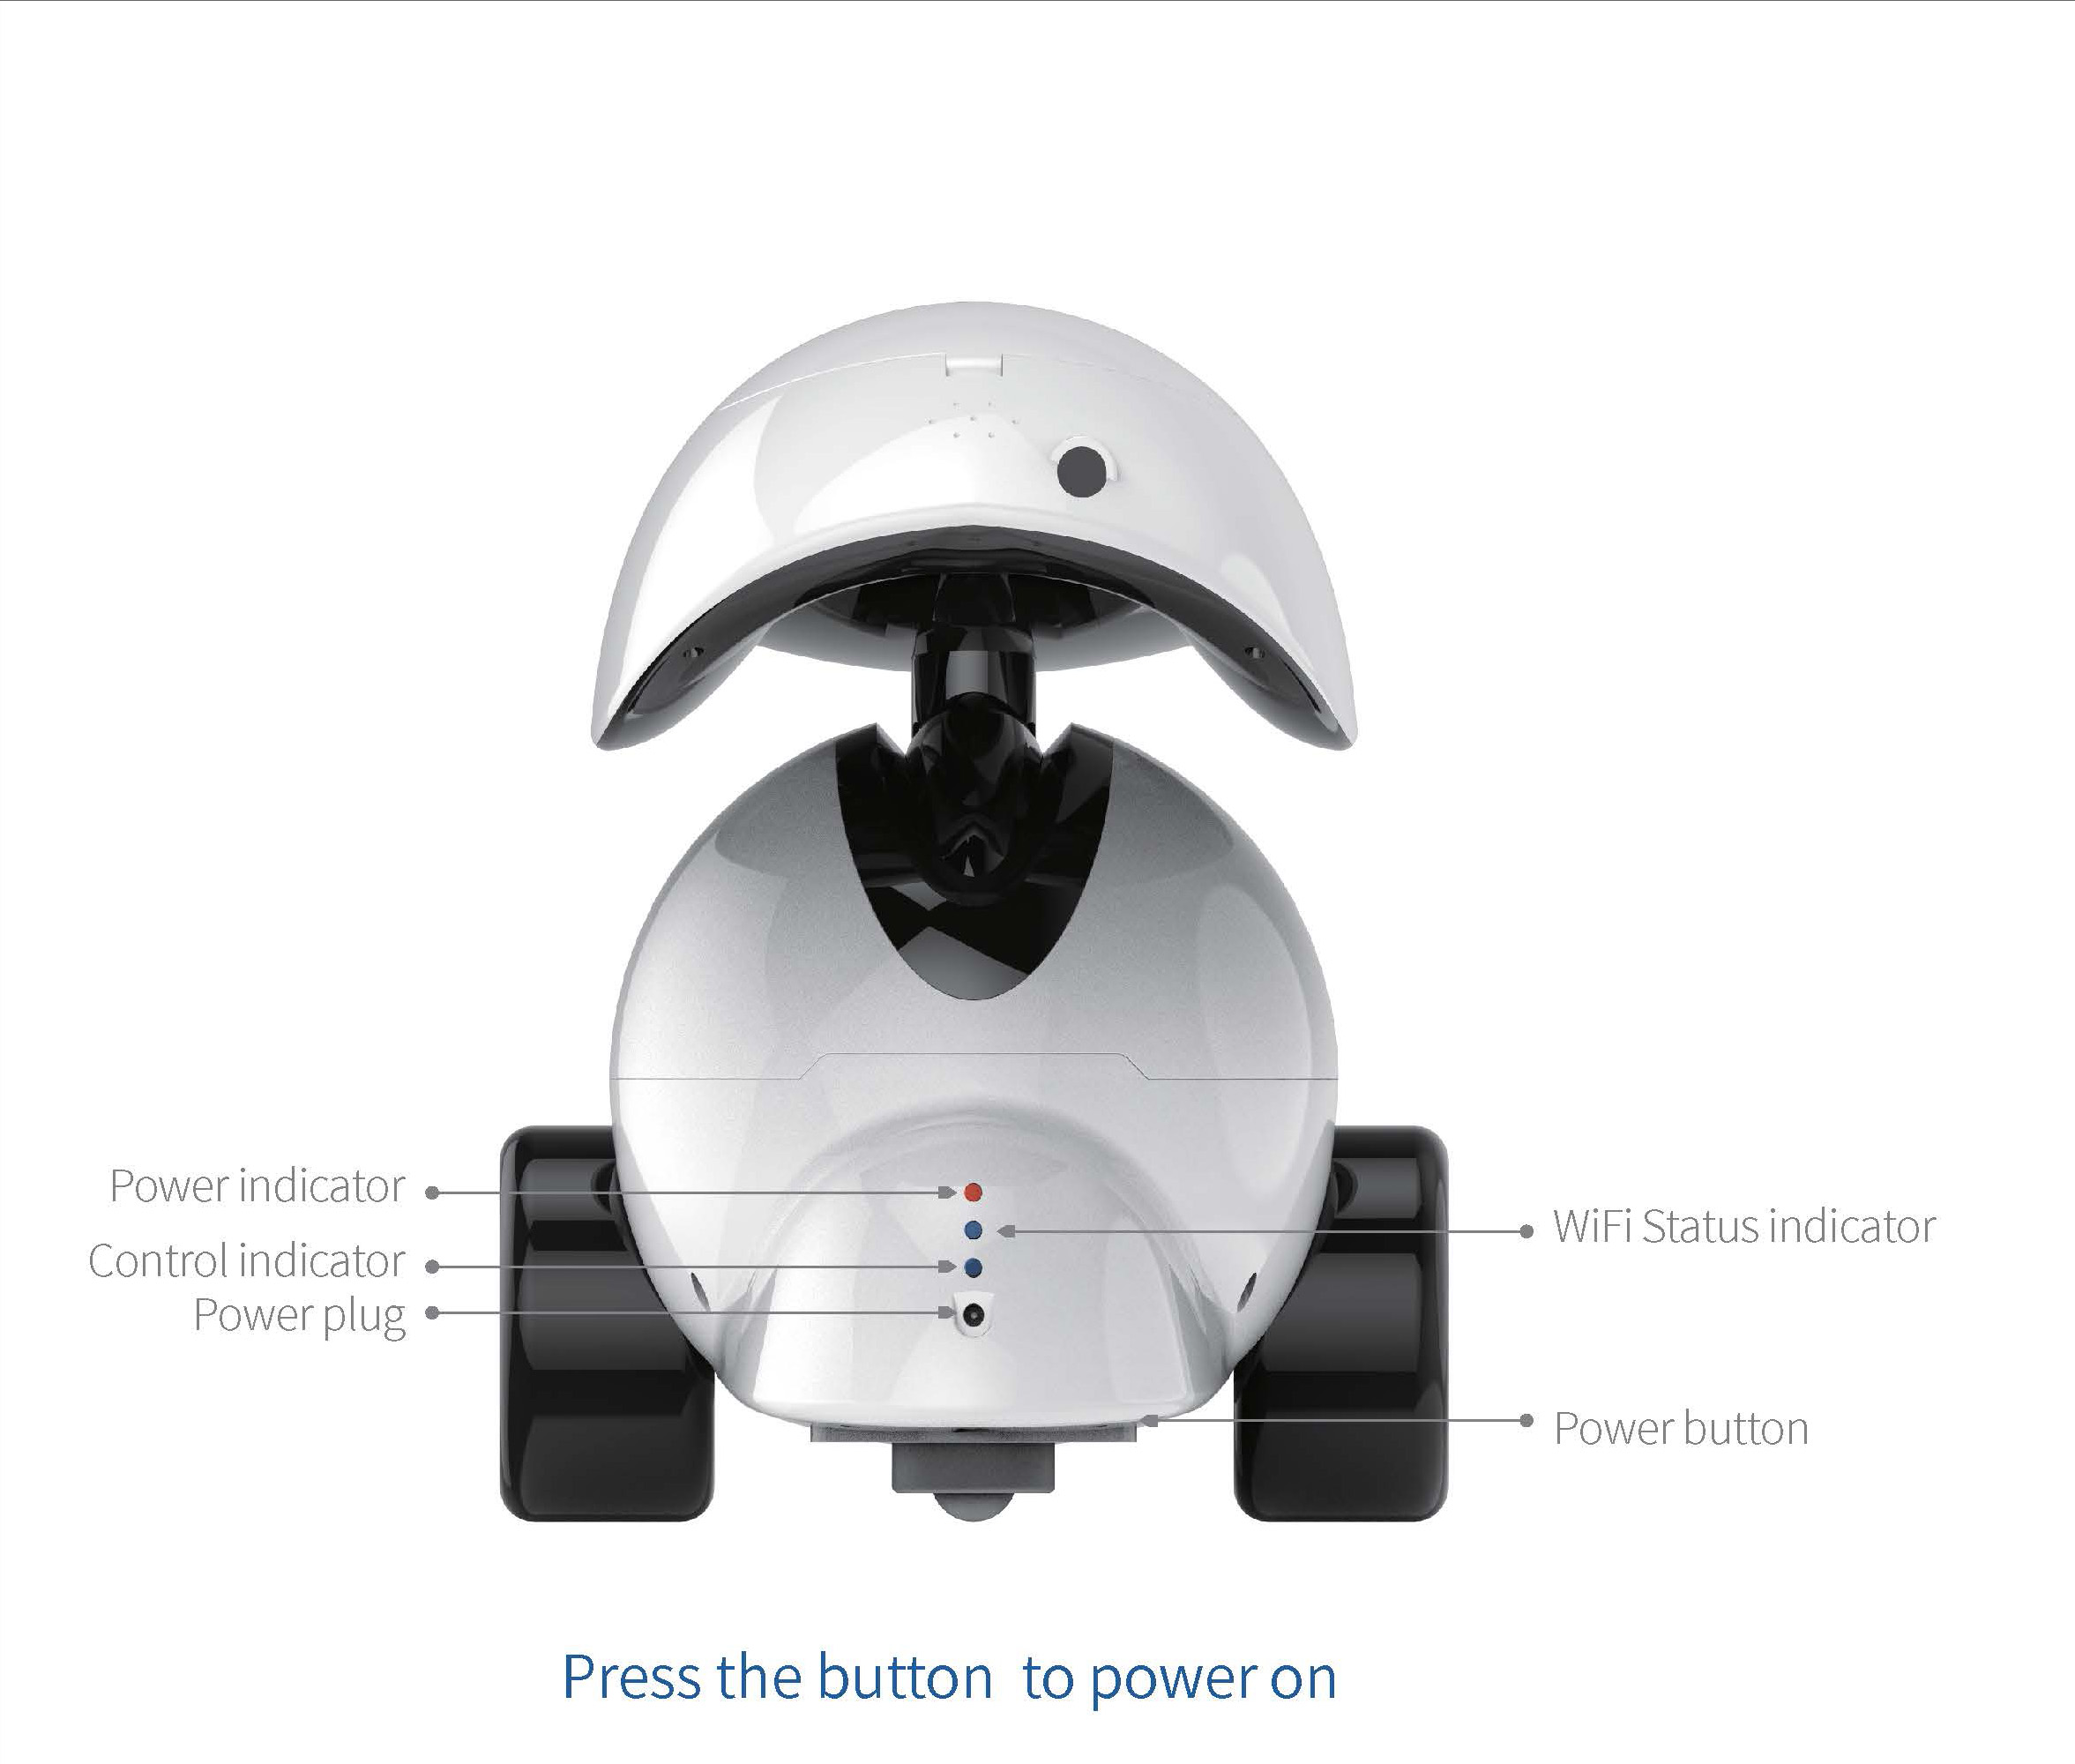 Power indicator
WiFi Status indicator
Control indicator
Power plug
Power button
Press the button to power on